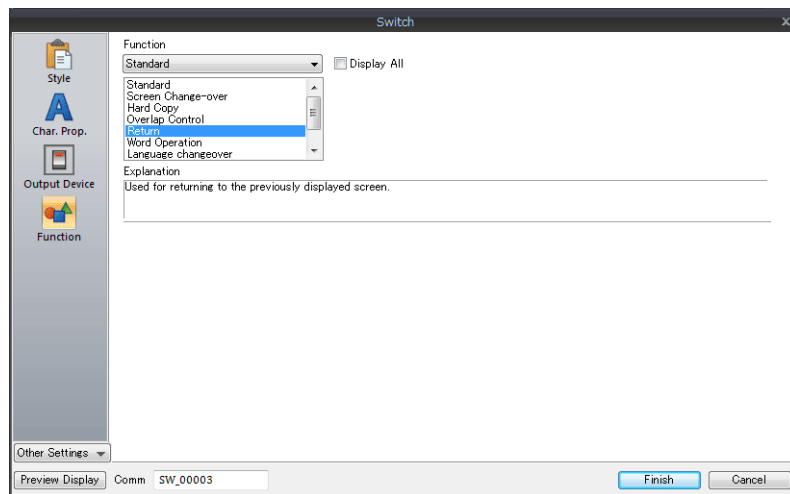 Switch
X
Style
Char. Prop.
Output Device
Function
Other Settings
Function
Standard
Display All
Standard
Screen Change-over
Hard Copy
Overlap Control
Return
Word Operation
Language changeover
Explanation
Used for returning to the previously displayed screen.
Preview Display
Comm
SW_00003
Finish
Cancel